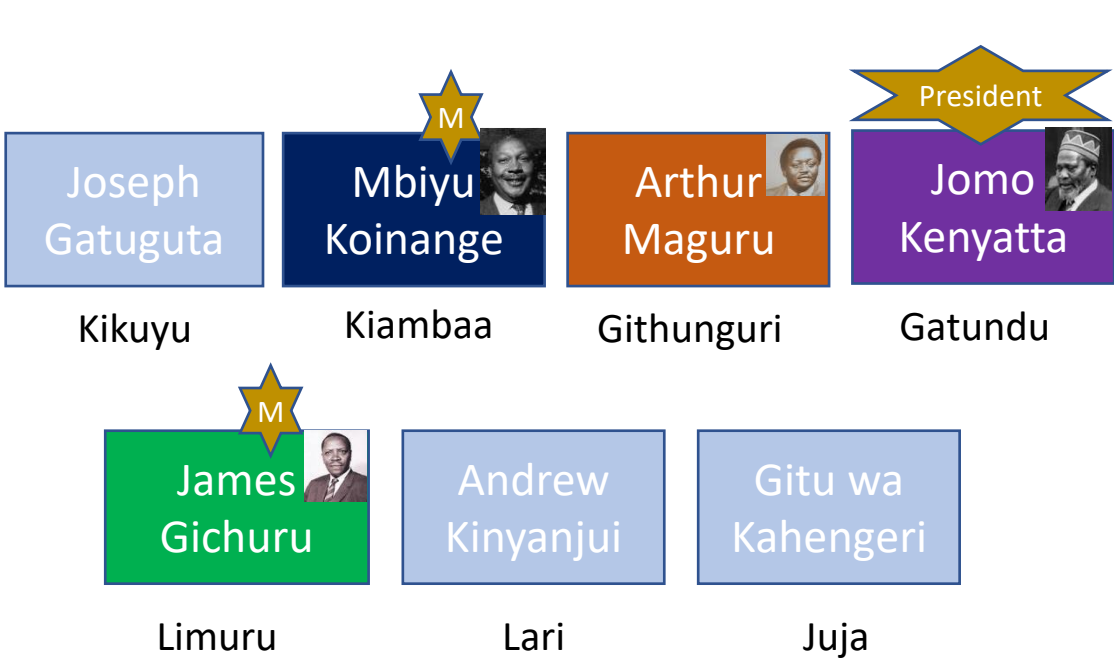 President
M
Joseph
Gatuguta
Mbiyu
Koinange
Arthur
Maguru
Jomo
Kenyatta
Kikuyu
Kiambaa
Githunguri
Gatundu
M
James
Gichuru
Andrew
Kinyanjui
Gitu wa
Kahengeri
Limuru
Lari
Juja